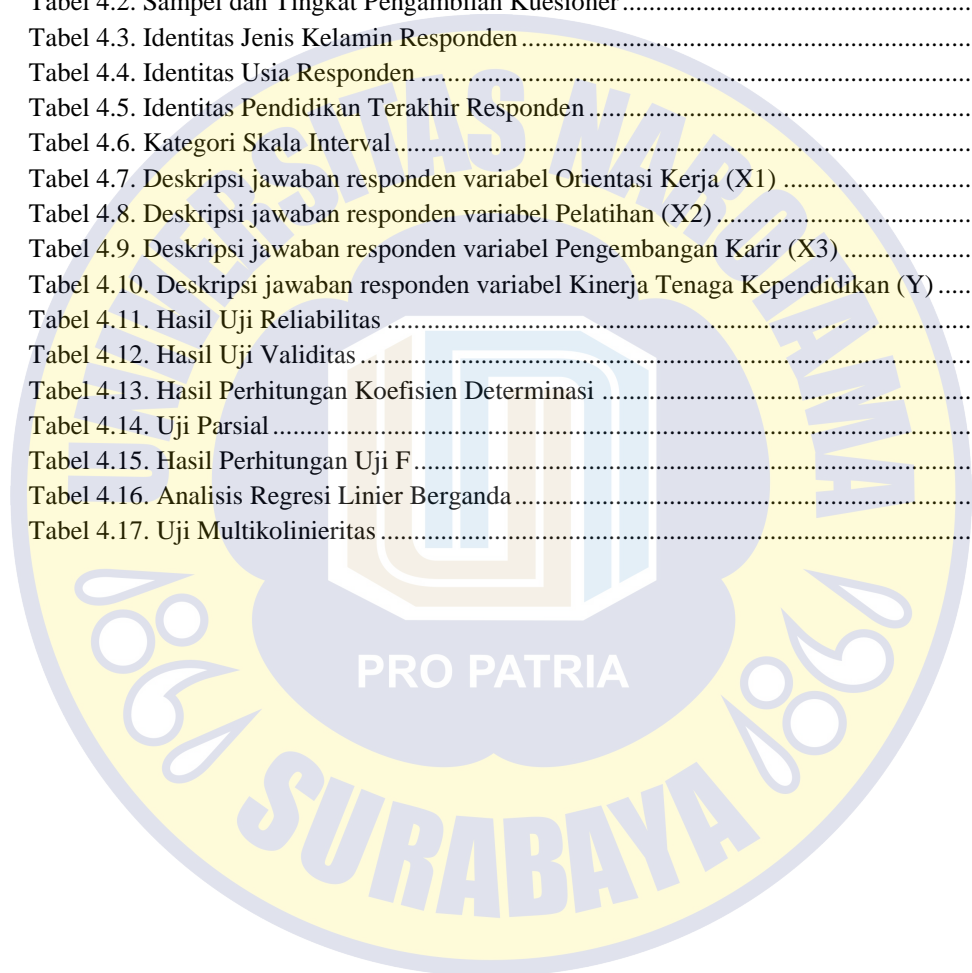 Tabel 4.2. Sampel dan Tingkat Pengambilan Kuesioner........................................................
Tabel 4.3. Identitas Jenis Kelamin Responden........................................................
Tabel 4.4. Identitas Usia Responden ........................................................
Tabel 4.5. Identitas Pendidikan Terakhir Responden ........................................................
Tabel 4.6. Kategori Skala Interval........................................................
Tabel 4.7. Deskripsi jawaban responden variabel Orientasi Kerja (X1) ................................
Tabel 4.8. Deskripsi jawaban responden variabel Pelatihan (X2) ................................
Tabel 4.9. Deskripsi jawaban responden variabel Pengembangan Karir (X3) ......................
Tabel 4.10. Deskripsi jawaban responden variabel Kinerja Tenaga Kependidikan (Y) .....
Tabel 4.11. Hasil Uji Reliabilitas ........................................................
Tabel 4.12. Hasil Uji Validitas ........................................................
Tabel 4.13. Hasil Perhitungan Koefisien Determinasi ........................................................
Tabel 4.14. Uji Parsial ........................................................
Tabel 4.15. Hasil Perhitungan Uji F........................................................
Tabel 4.16. Analisis Regresi Linier Berganda ........................................................
Tabel 4.17. Uji Multikolinieritas ........................................................
UNIVERSITAS NAROTAMA
PRO PATRIA
1981 1981
SURABAYA